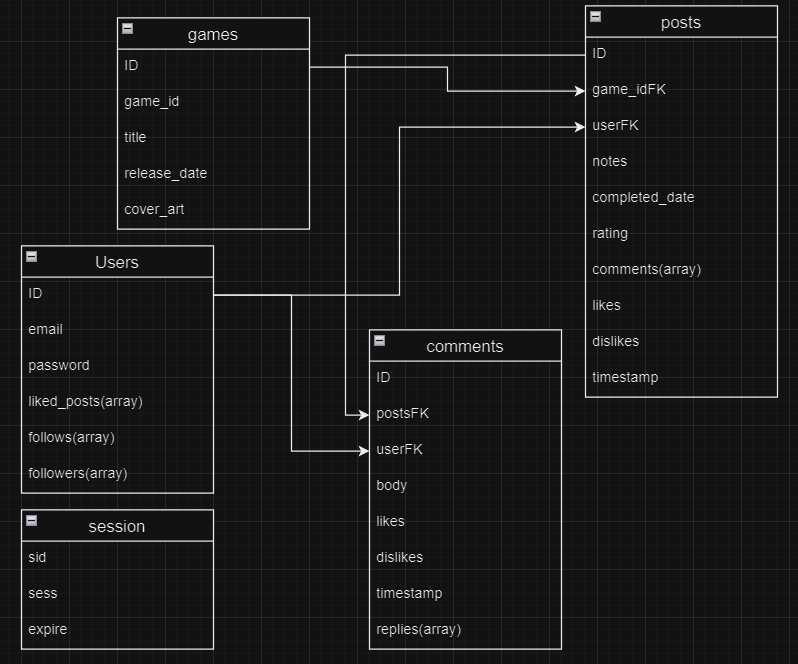 games
ID
game_id
title
release_date
cover_art
posts
ID
game_idFK
userFK
notes
completed_date
rating
comments(array)
likes
dislikes
timestamp
Users
ID
email
password
liked_posts(array)
follows(array)
followers(array)
comments
ID
postsFK
userFK
body
likes
dislikes
timestamp
replies(array)
session
sid
sess
expire